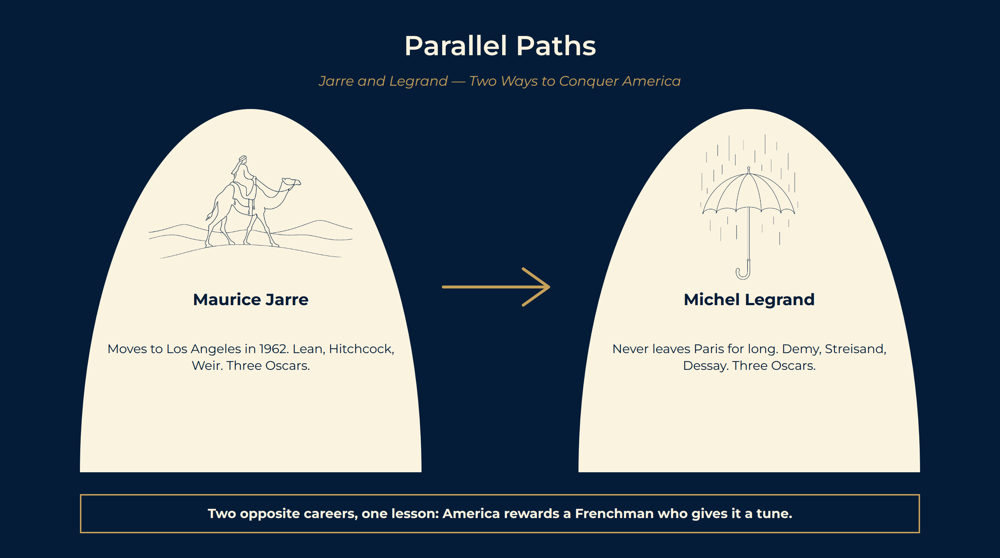 Parallel Paths
Jarre and Legrand — Two Ways to Conquer America
Maurice Jarre
Moves to Los Angeles in 1962. Lean, Hitchcock,
Weir. Three Oscars.
Michel Legrand
Never leaves Paris for long. Demy, Streisand,
Dessay. Three Oscars.
Two opposite careers, one lesson: America rewards a Frenchman who gives it a tune.